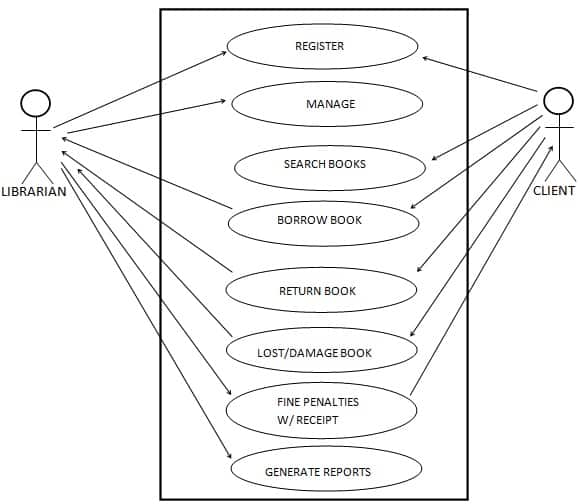 REGISTER
MANAGE
SEARCH BOOKS
LIBRARIAN
CLIENT
BORROW BOOK
RETURN BOOK
LOST/DAMAGE BOOK
FINE PENALTIES
W/ RECEIPT
GENERATE REPORTS